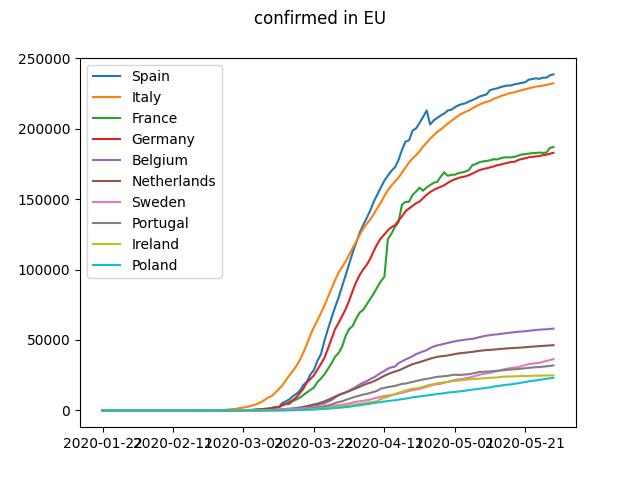 confirmed in EU
250000
200000
150000
100000
50000
0
Spain
Italy
France
Germany
Belgium
Netherlands
Sweden
Portugal
Ireland
Poland
2020-01-22 2020-02-11 2020-03-02 2020-03-22 2020-04-11 2020-05-01 2020-05-21